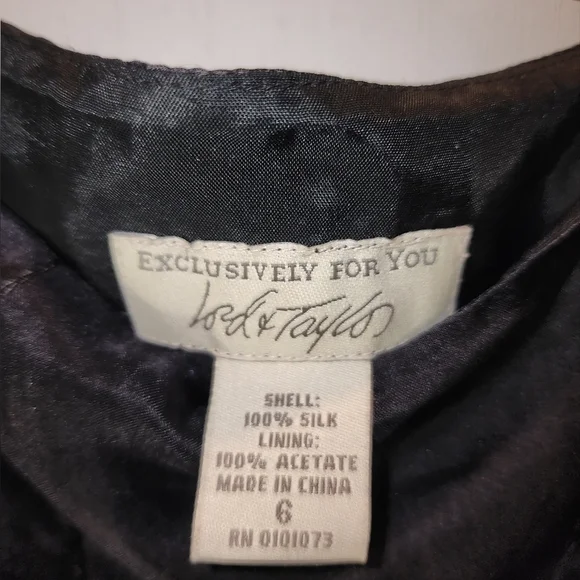 EXCLUSIVELY FOR YOU
Lord & Taylor
SHELL:
100% SILK
LINING:
100% ACETATE
MADE IN CHINA
6
RN 0101073